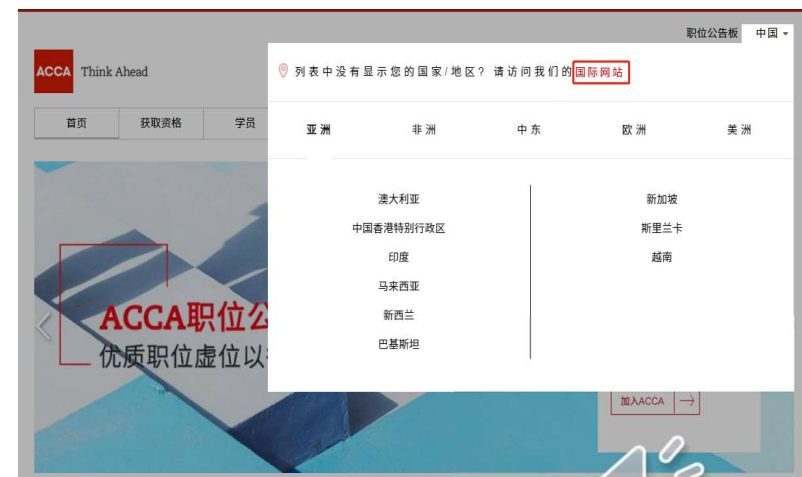 职位公告板 中国
ACCA Think Ahead
列表中没有显示您的国家/地区？ 请访问我们的国际网站
首页 获取资格 学员
亚洲 非洲 中东 欧洲 美洲
澳大利亚 新加坡
中国香港特别行政区 斯里兰卡
印度 越南
马来西亚
新西兰
巴基斯坦
ACCA职位公
优质职位虚位以
加入ACCA